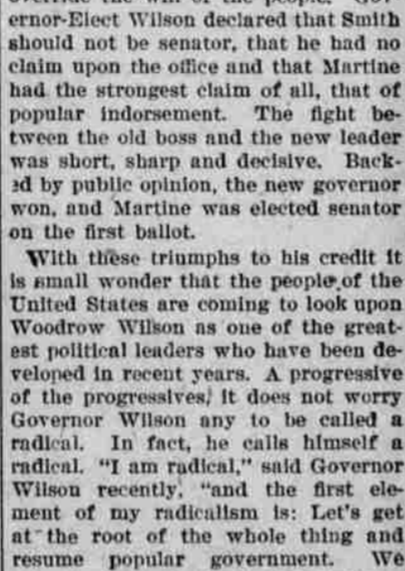 override the will of the people. Gov-
ernor-Elect Wilson declared that Smith
should not be senator, that he had no
claim upon the office and that Martine
had the strongest claim of all, that of
popular indorsement. The fight be-
tween the old boss and the new leader
was short, sharp and decisive. Back-
ed by public opinion, the new governor
won, and Martine was elected senator
on the first ballot.
With these triumphs to his credit it
is small wonder that the people of the
United States are coming to look upon
Woodrow Wilson as one of the great-
est political leaders who have been de-
veloped in recent years. A progressive
of the progressives, it does not worry
Governor Wilson any to be called a
radical. In fact, he calls himself a
radical. "I am radical," said Governor
Wilson recently, "and the first ele-
ment of my radicalism is: Let's get
at the root of the whole thing and
resume popular government. We